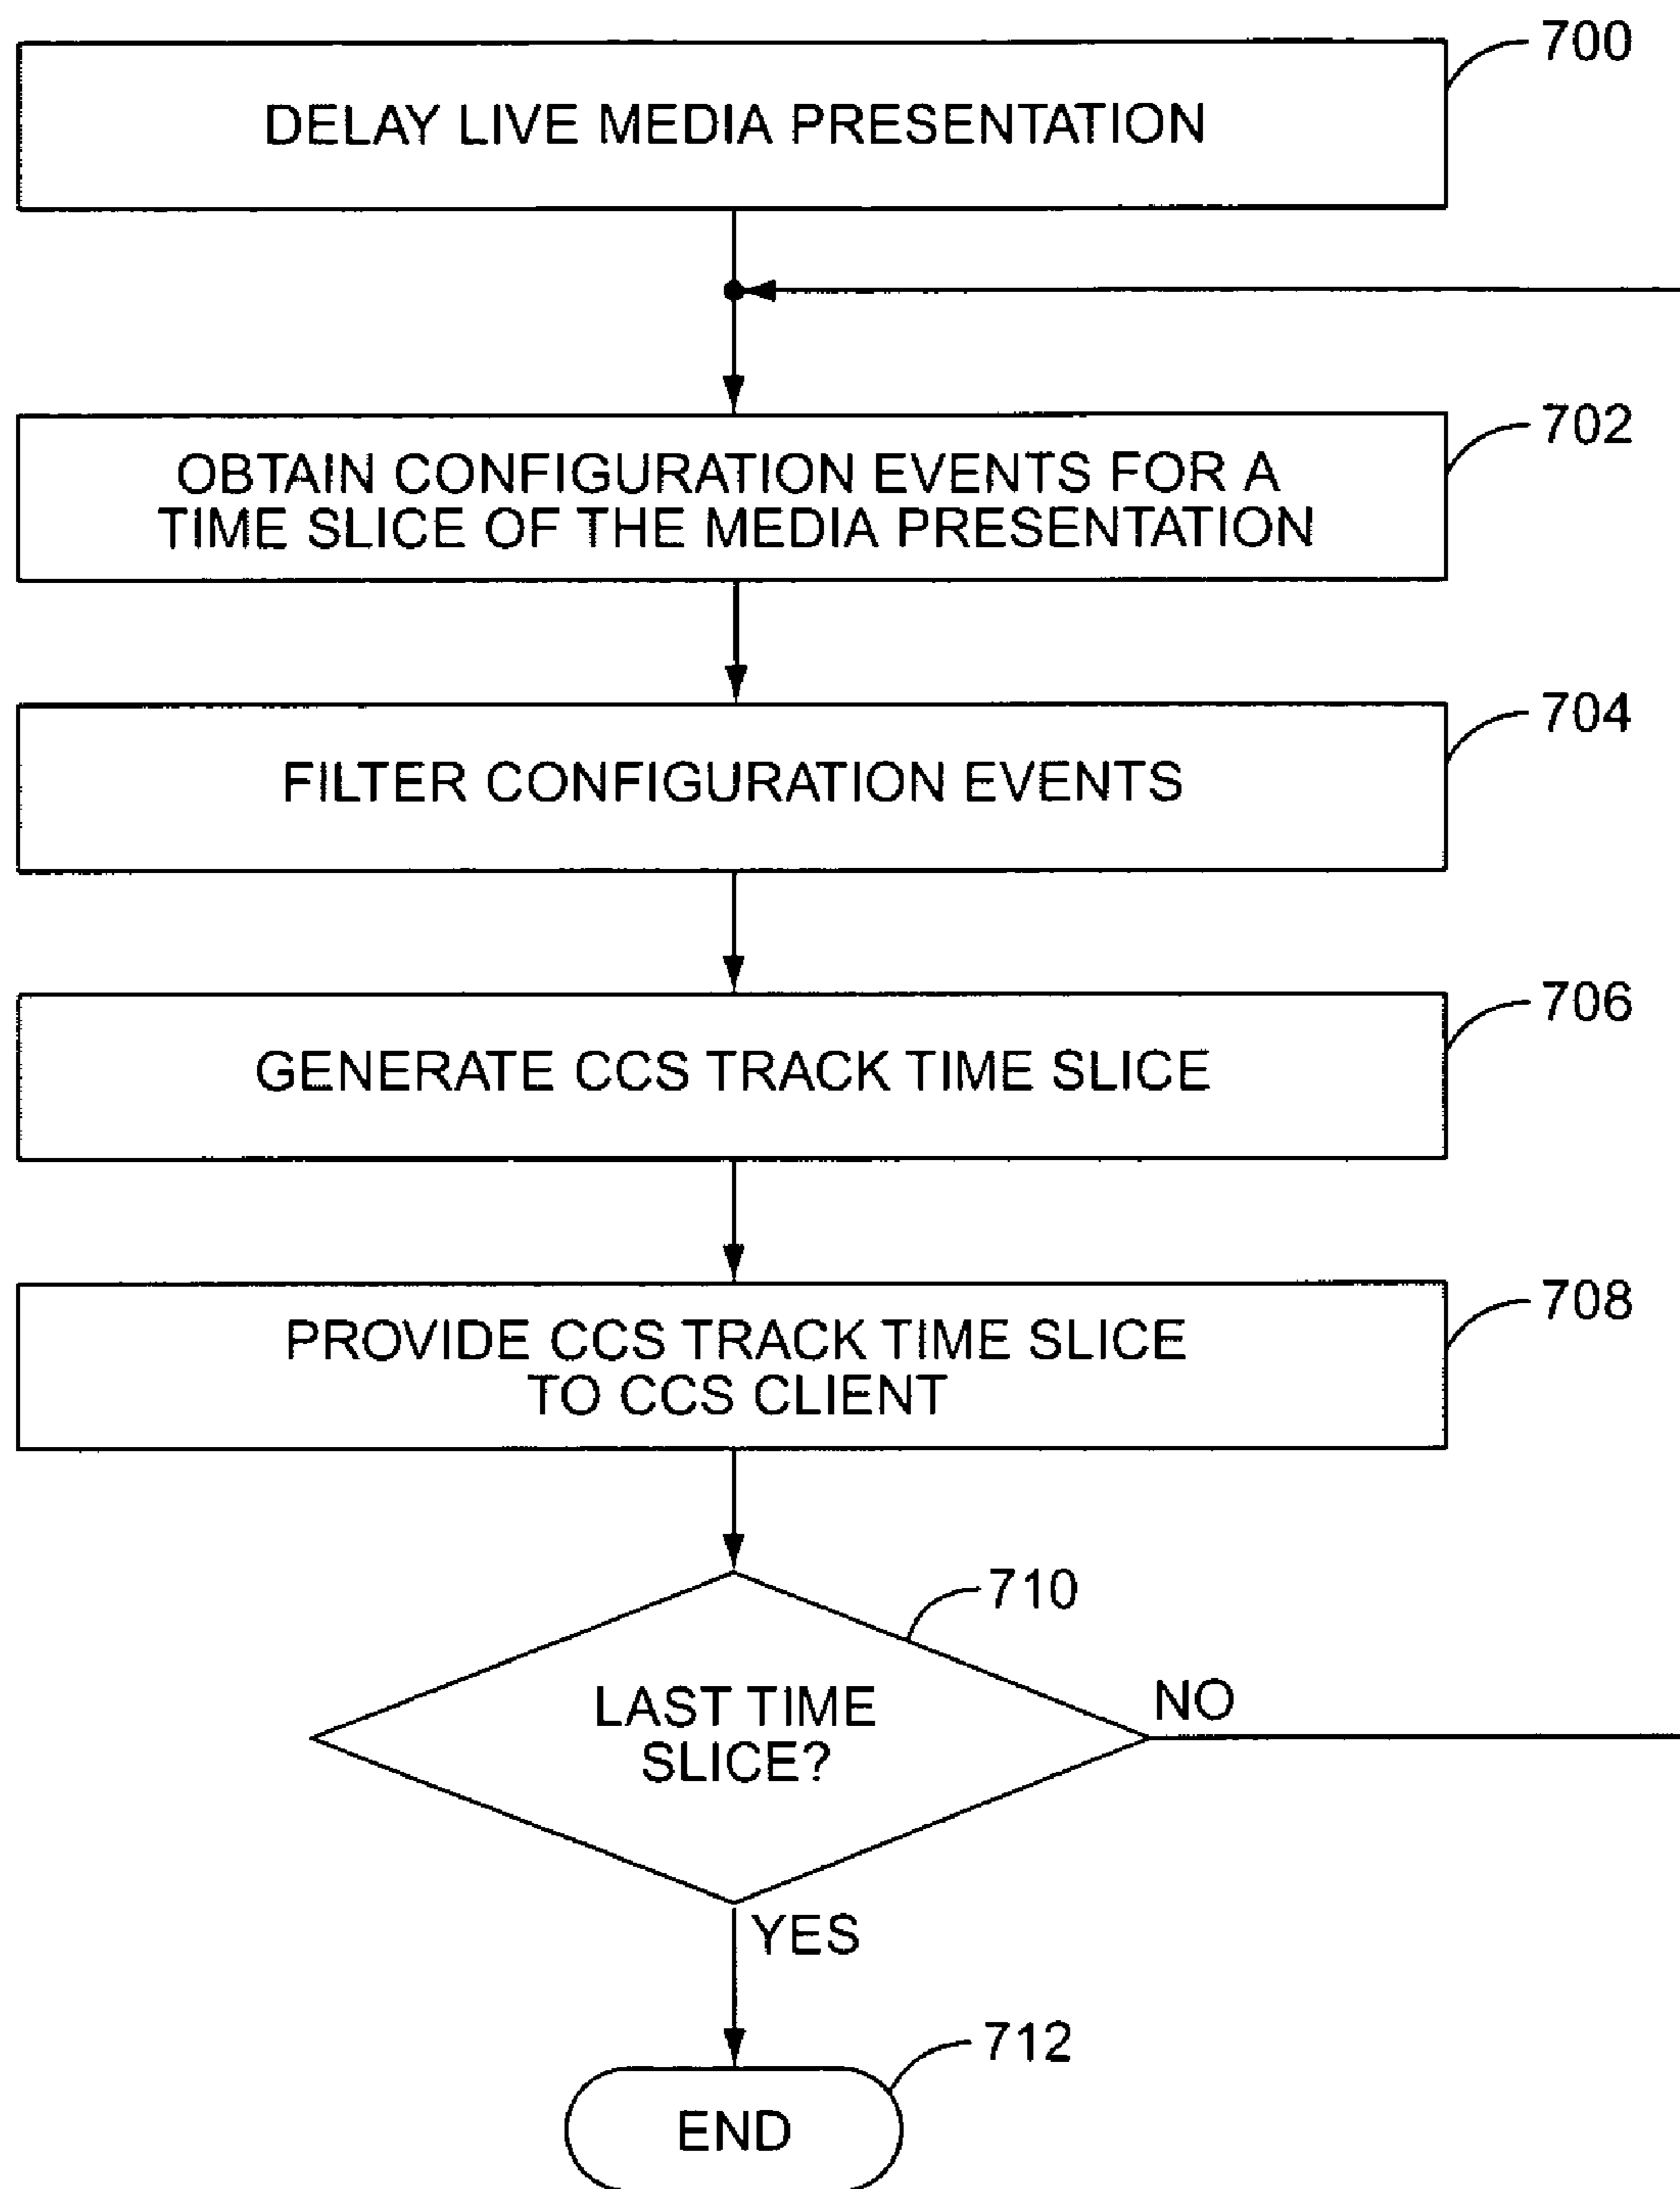 700
DELAY LIVE MEDIA PRESENTATION
702
OBTAIN CONFIGURATION EVENTS FOR A
TIME SLICE OF THE MEDIA PRESENTATION
704
FILTER CONFIGURATION EVENTS
706
GENERATE CCS TRACK TIME SLICE
708
PROVIDE CCS TRACK TIME SLICE
TO CCS CLIENT
710
LAST TIME
SLICE?
NO
YES
712
END